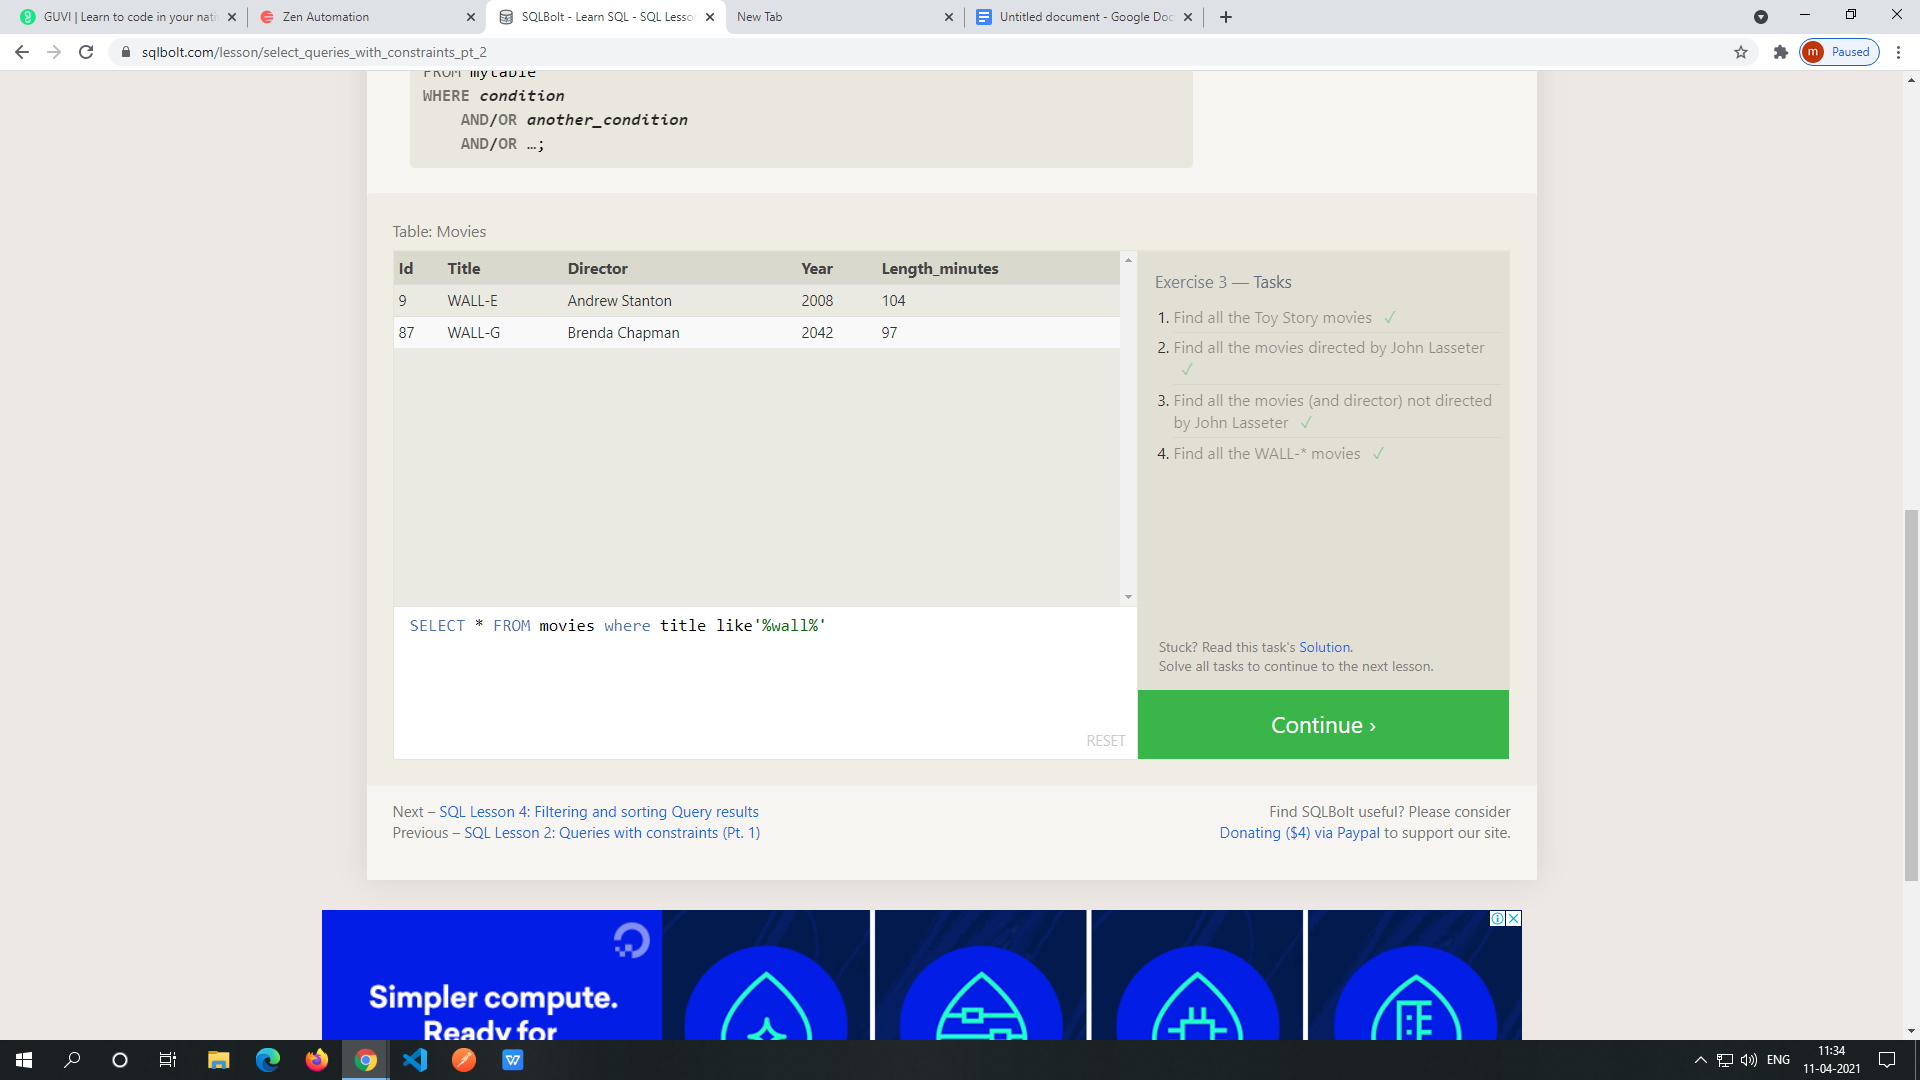 GUVI | Learn to code in your nati
Zen Automation
SQLBolt - Learn SQL - SQL Lesso
New Tab
Untitled document - Google Doc
sqlbolt.com/lesson/select_queries_with_constraints_pt_2
m Paused
FROM mytable
WHERE condition
AND/OR another_condition
AND/OR …;
Table: Movies
Id Title Director Year Length_minutes
9 WALL-E Andrew Stanton 2008 104
87 WALL-G Brenda Chapman 2042 97
SELECT * FROM movies where title like'%wall%'
RESET
Exercise 3 — Tasks
1. Find all the Toy Story movies ✓
2. Find all the movies directed by John Lasseter
✓
3. Find all the movies (and director) not directed
by John Lasseter ✓
4. Find all the WALL-* movies ✓
Stuck? Read this task's Solution.
Solve all tasks to continue to the next lesson.
Continue ›
Next – SQL Lesson 4: Filtering and sorting Query results
Previous – SQL Lesson 2: Queries with constraints (Pt. 1)
Find SQLBolt useful? Please consider
Donating ($4) via Paypal to support our site.
Simpler compute.
Ready for
ENG
11:34
11-04-2021